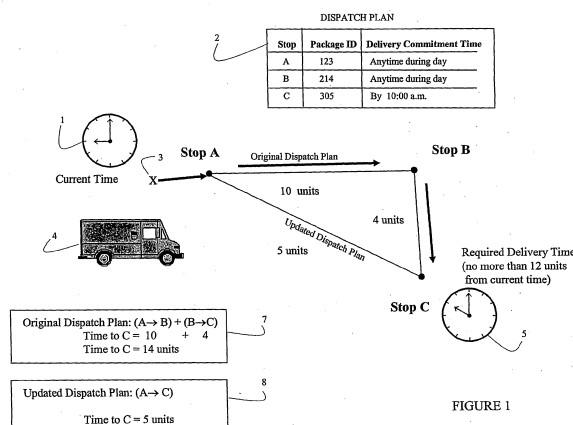 DISPATCH PLAN
2
Stop Package ID Delivery Commitment Time
A 123 Anytime during day
B 214 Anytime during day
C 305 By 10:00 a.m.
1
3
Stop A
Original Dispatch Plan
Stop B
Current Time
X
10 units
4 units
Updated Dispatch Plan
5 units
4
Required Delivery Time
(no more than 12 units
from current time)
Stop C
5
Original Dispatch Plan: (A→ B) + (B→C)
Time to C = 10 + 4
Time to C = 14 units
7
Updated Dispatch Plan: (A→ C)
Time to C = 5 units
8
FIGURE 1